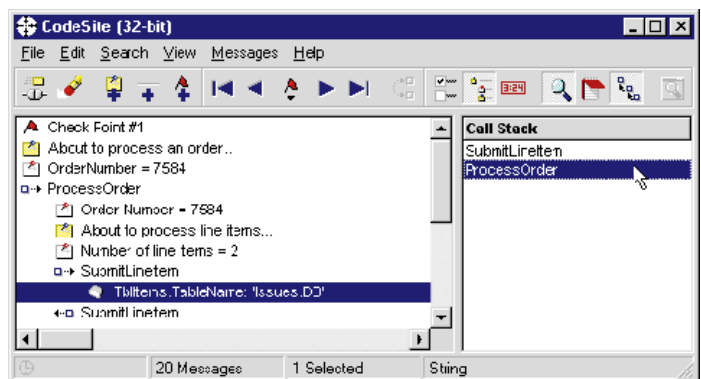 CodeSite (32-bit)
File Edit Search View Messages Help
3:24
Check Point #1
About to process an order..
OrderNumber = 7584
ProcessOrder
Order Number = 7584
About to process line items...
Number of line items = 2
SubmitLineItem
TblItems.TableName: 'Issues.DB'
SubmitLineItem
Call Stack
SubmitLineItem
ProcessOrder
20 Messages 1 Selected String